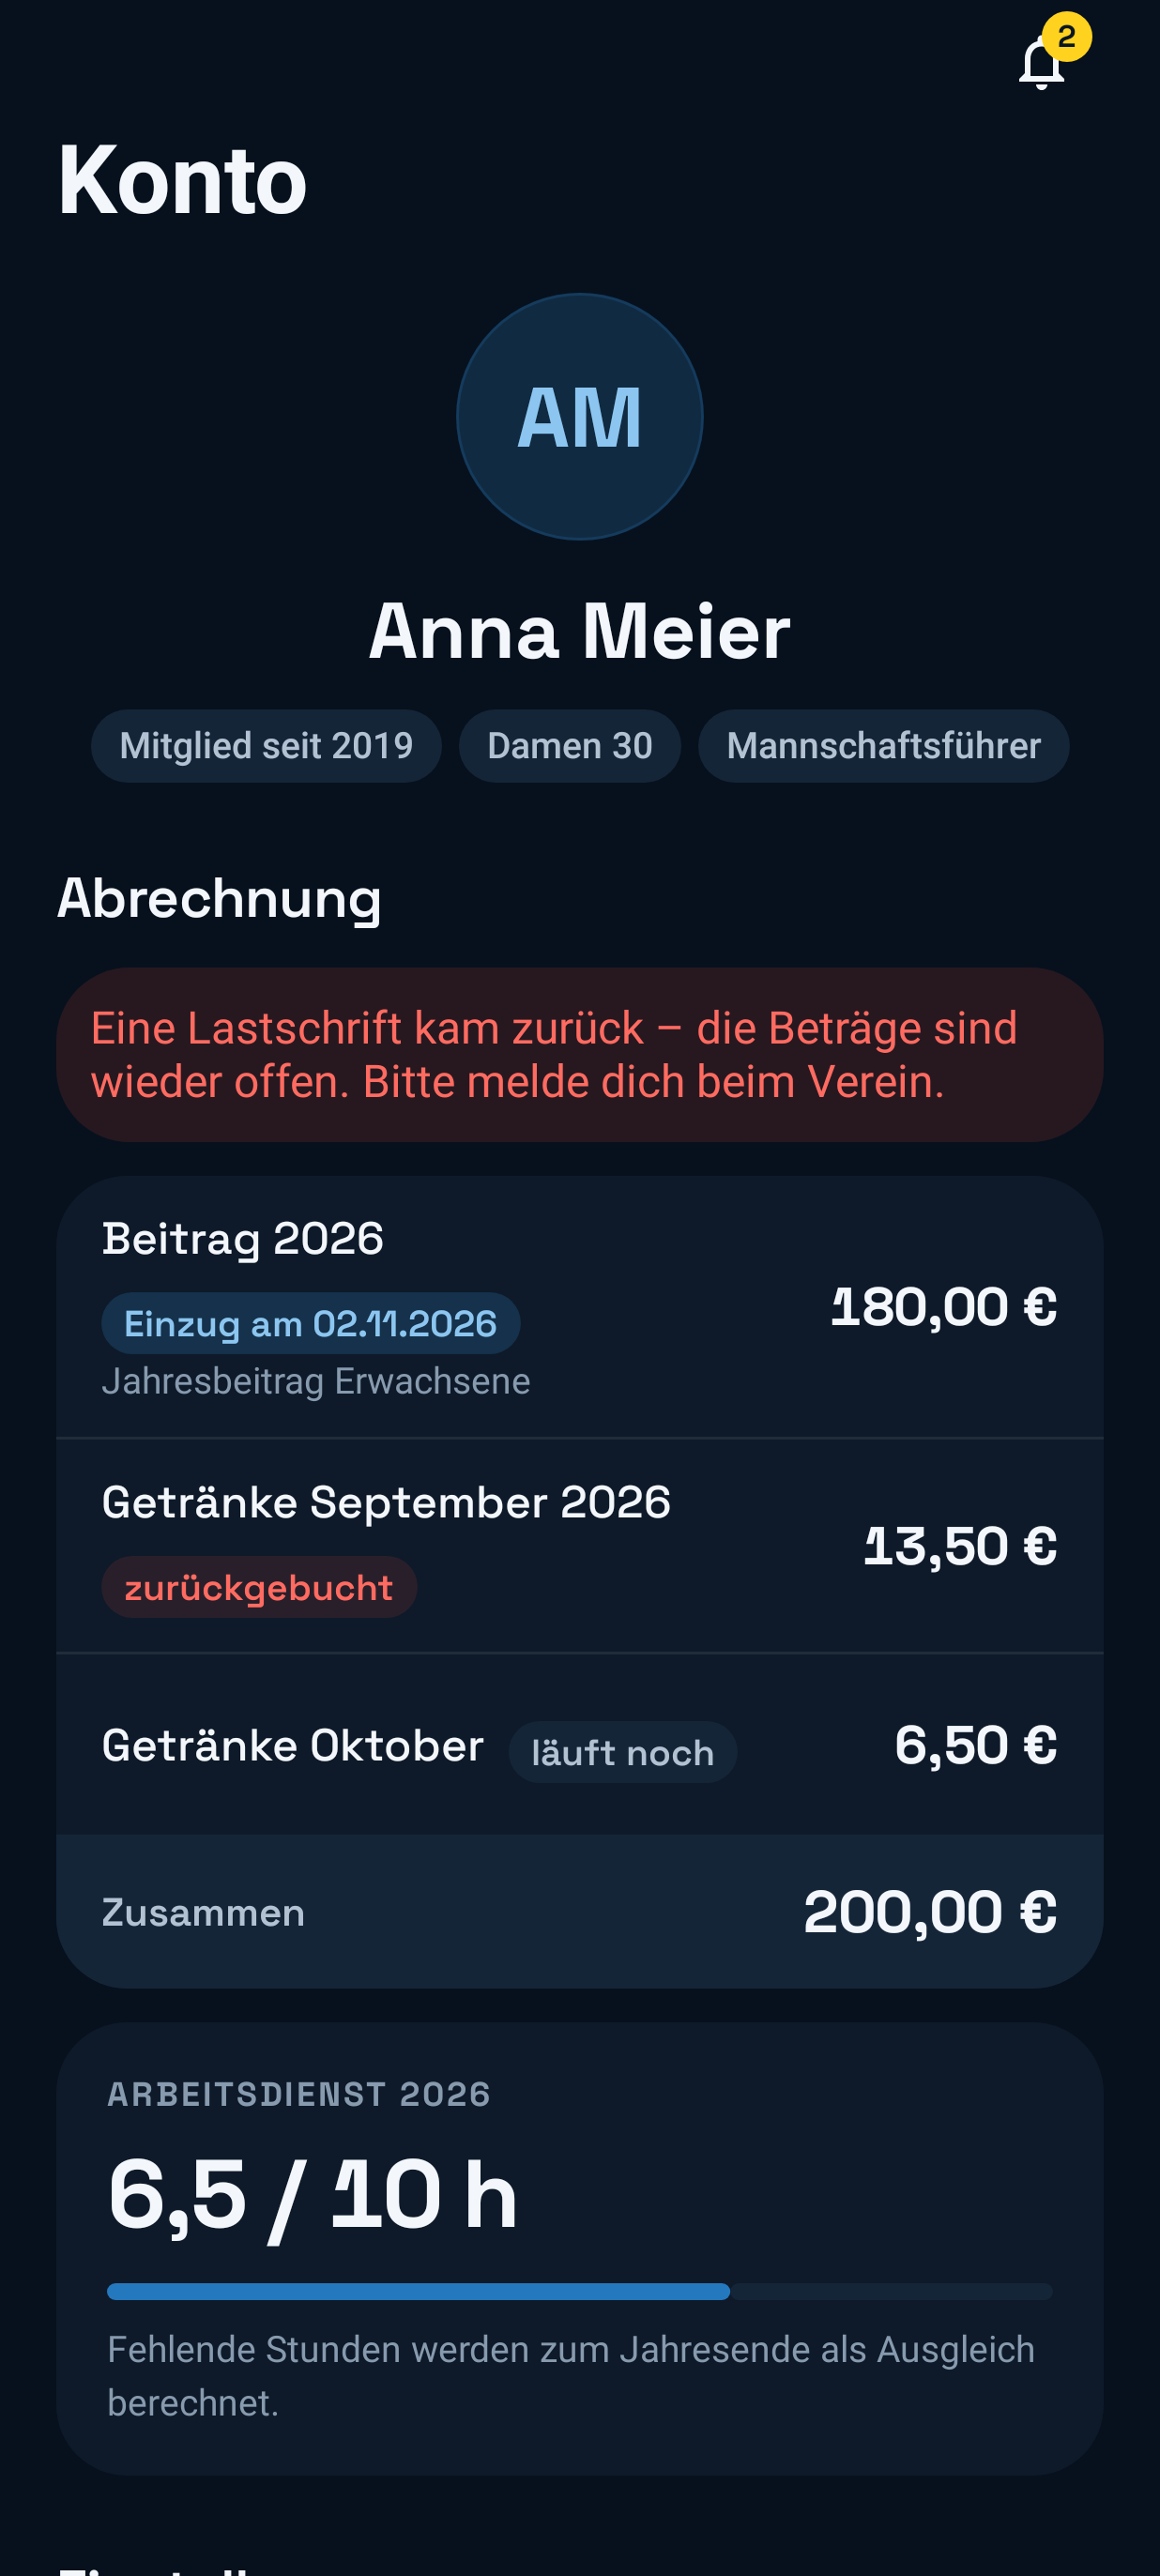 2
Konto
AM
Anna Meier
Mitglied seit 2019
Damen 30
Mannschaftsführer
Abrechnung
Eine Lastschrift kam zurück – die Beträge sind
wieder offen. Bitte melde dich beim Verein.
Beitrag 2026
Einzug am 02.11.2026
Jahresbeitrag Erwachsene
180,00 €
Getränke September 2026
zurückgebucht
13,50 €
Getränke Oktober
läuft noch
6,50 €
Zusammen
200,00 €
ARBEITSDIENST 2026
6,5 / 10 h
Fehlende Stunden werden zum Jahresende als Ausgleich
berechnet.